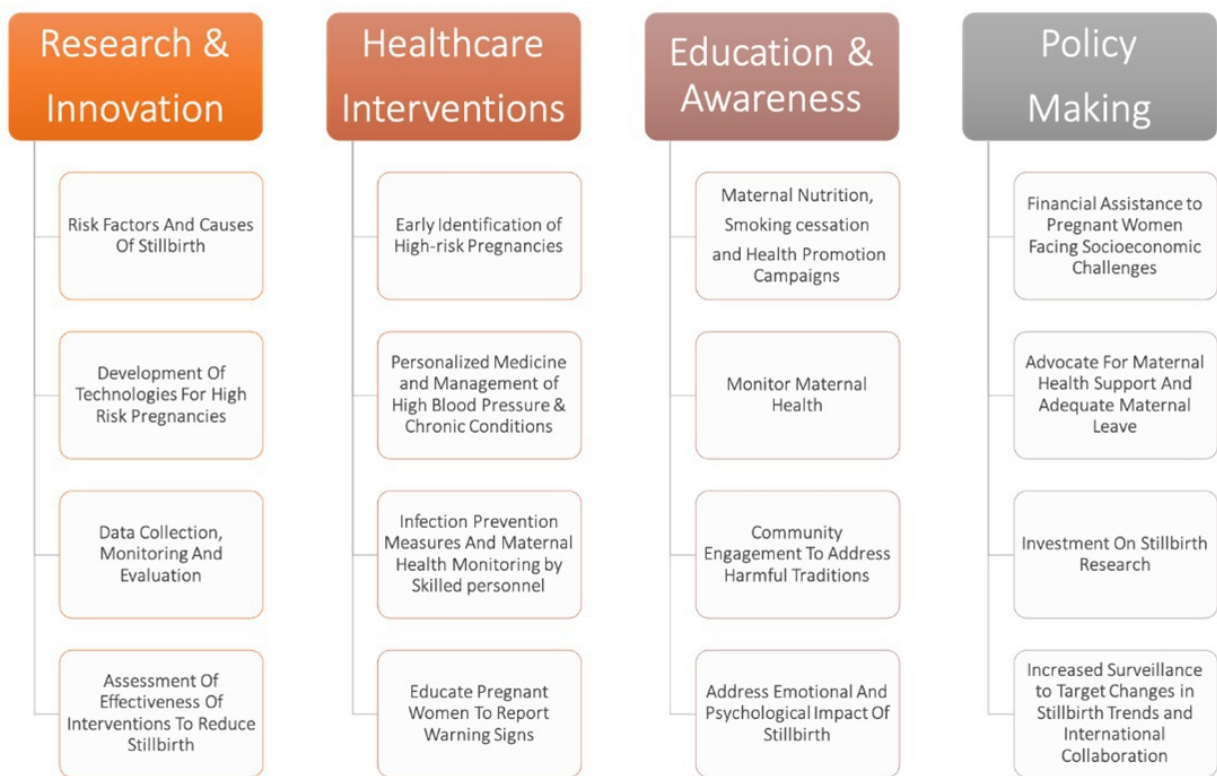 Research &
Innovation
Risk Factors And Causes
Of Stillbirth
Development Of
Technologies For High
Risk Pregnancies
Data Collection,
Monitoring And
Evaluation
Assessment Of
Effectiveness Of
Interventions To Reduce
Stillbirth
Healthcare
Interventions
Early Identification of
High-risk Pregnancies
Personalized Medicine
and Management of
High Blood Pressure &
Chronic Conditions
Infection Prevention
Measures And Maternal
Health Monitoring by
Skilled personnel
Educate Pregnant
Women To Report
Warning Signs
Education &
Awareness
Maternal Nutrition,
Smoking cessation
and Health Promotion
Campaigns
Monitor Maternal
Health
Community
Engagement To Address
Harmful Traditions
Address Emotional And
Psychological Impact Of
Stillbirth
Policy
Making
Financial Assistance to
Pregnant Women
Facing Socioeconomic
Challenges
Advocate For Maternal
Health Support And
Adequate Maternal
Leave
Investment On Stillbirth
Research
Increased Surveillance
to Target Changes in
Stillbirth Trends and
International
Collaboration